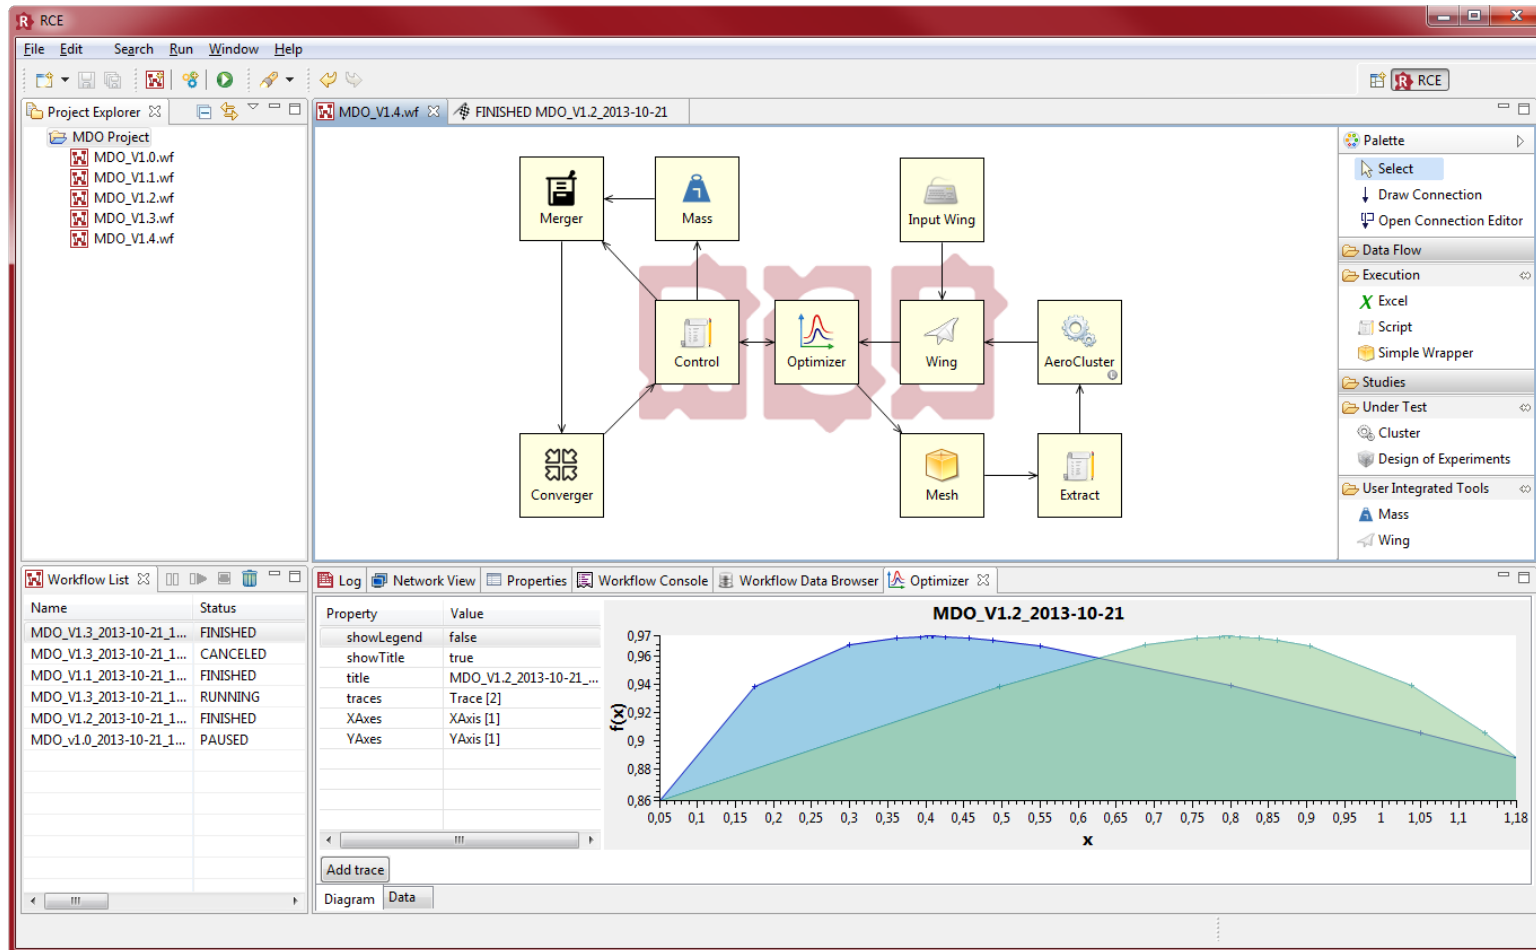 RCE
File Edit Search Run Window Help
RCE
Project Explorer
MDO Project
MDO_V1.0.wf
MDO_V1.1.wf
MDO_V1.2.wf
MDO_V1.3.wf
MDO_V1.4.wf
MDO_V1.4.wf FINISHED MDO_V1.2_2013-10-21
Merger
Mass
Input Wing
Control
Optimizer
Wing
AeroCluster
Converger
Mesh
Extract
Palette
Select
Draw Connection
Open Connection Editor
Data Flow
Execution
Excel
Script
Simple Wrapper
Studies
Under Test
Cluster
Design of Experiments
User Integrated Tools
Mass
Wing
Workflow List
Name Status
MDO_V1.3_2013-10-21_1... FINISHED
MDO_V1.3_2013-10-21_1... CANCELED
MDO_V1.1_2013-10-21_1... FINISHED
MDO_V1.3_2013-10-21_1... RUNNING
MDO_V1.2_2013-10-21_1... FINISHED
MDO_v1.0_2013-10-21_1... PAUSED
Log Network View Properties Workflow Console Workflow Data Browser Optimizer
Property Value
showLegend false
showTitle true
title MDO_V1.2_2013-10-21_...
traces Trace [2]
XAxes XAxis [1]
YAxes YAxis [1]
Add trace
Diagram Data
MDO_V1.2_2013-10-21
f(x)
0,97
0,96
0,94
0,92
0,9
0,88
0,86
0,05 0,1 0,15 0,2 0,25 0,3 0,35 0,4 0,45 0,5 0,55 0,6 0,65 0,7 0,75 0,8 0,85 0,9 0,95 1 1,05 1,1 1,18
x